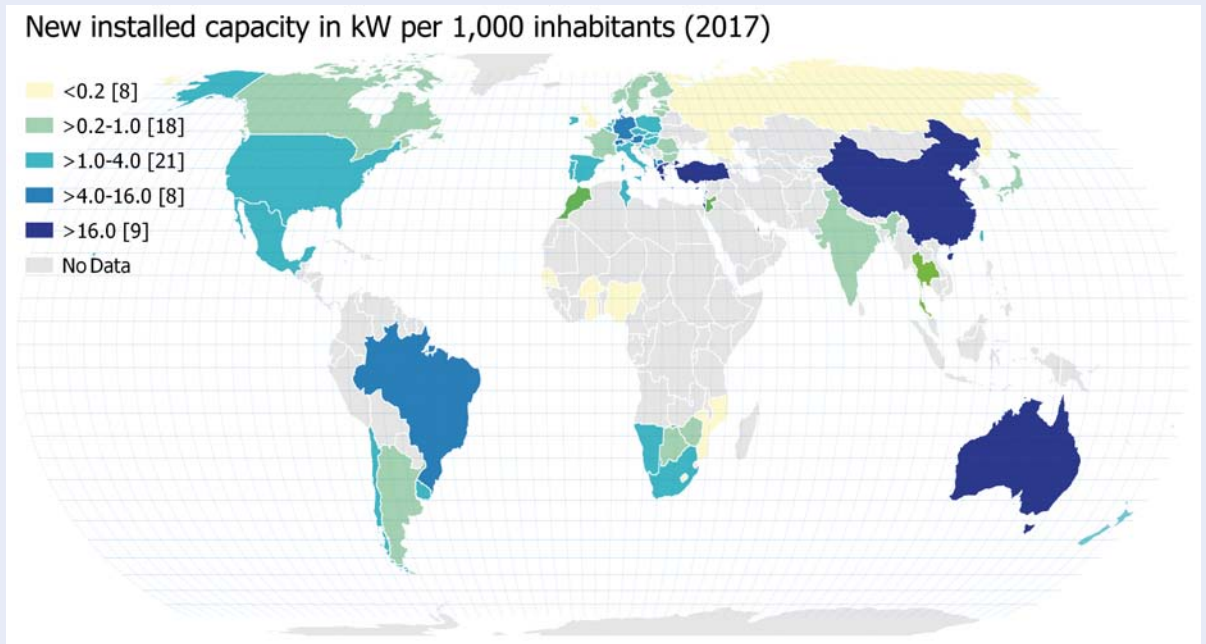 New installed capacity in kW per 1,000 inhabitants (2017)
<0.2 [8]
>0.2-1.0 [18]
>1.0-4.0 [21]
>4.0-16.0 [8]
>16.0 [9]
No Data